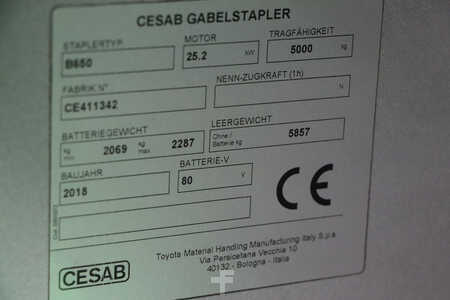 CESAB GABELSTAPLER
STAPLERTYP MOTOR TRAGFÄHIGKEIT
B650 25.2 kW 5000 kg
FABRIK N° NENN-ZUGKRAFT (1h)
CE411342 N
BATTERIEGEWICHT LEERGEWICHT
kg min 2069 kg max 2287 Ohne / Batterie kg 5857
BAUJAHR BATTERIE-V
2018 80 V
CE
CESAB
Toyota Material Handling Manufacturing Italy S.p.a
Via Persicetana Vecchia 10
40132 - Bologna - Italia